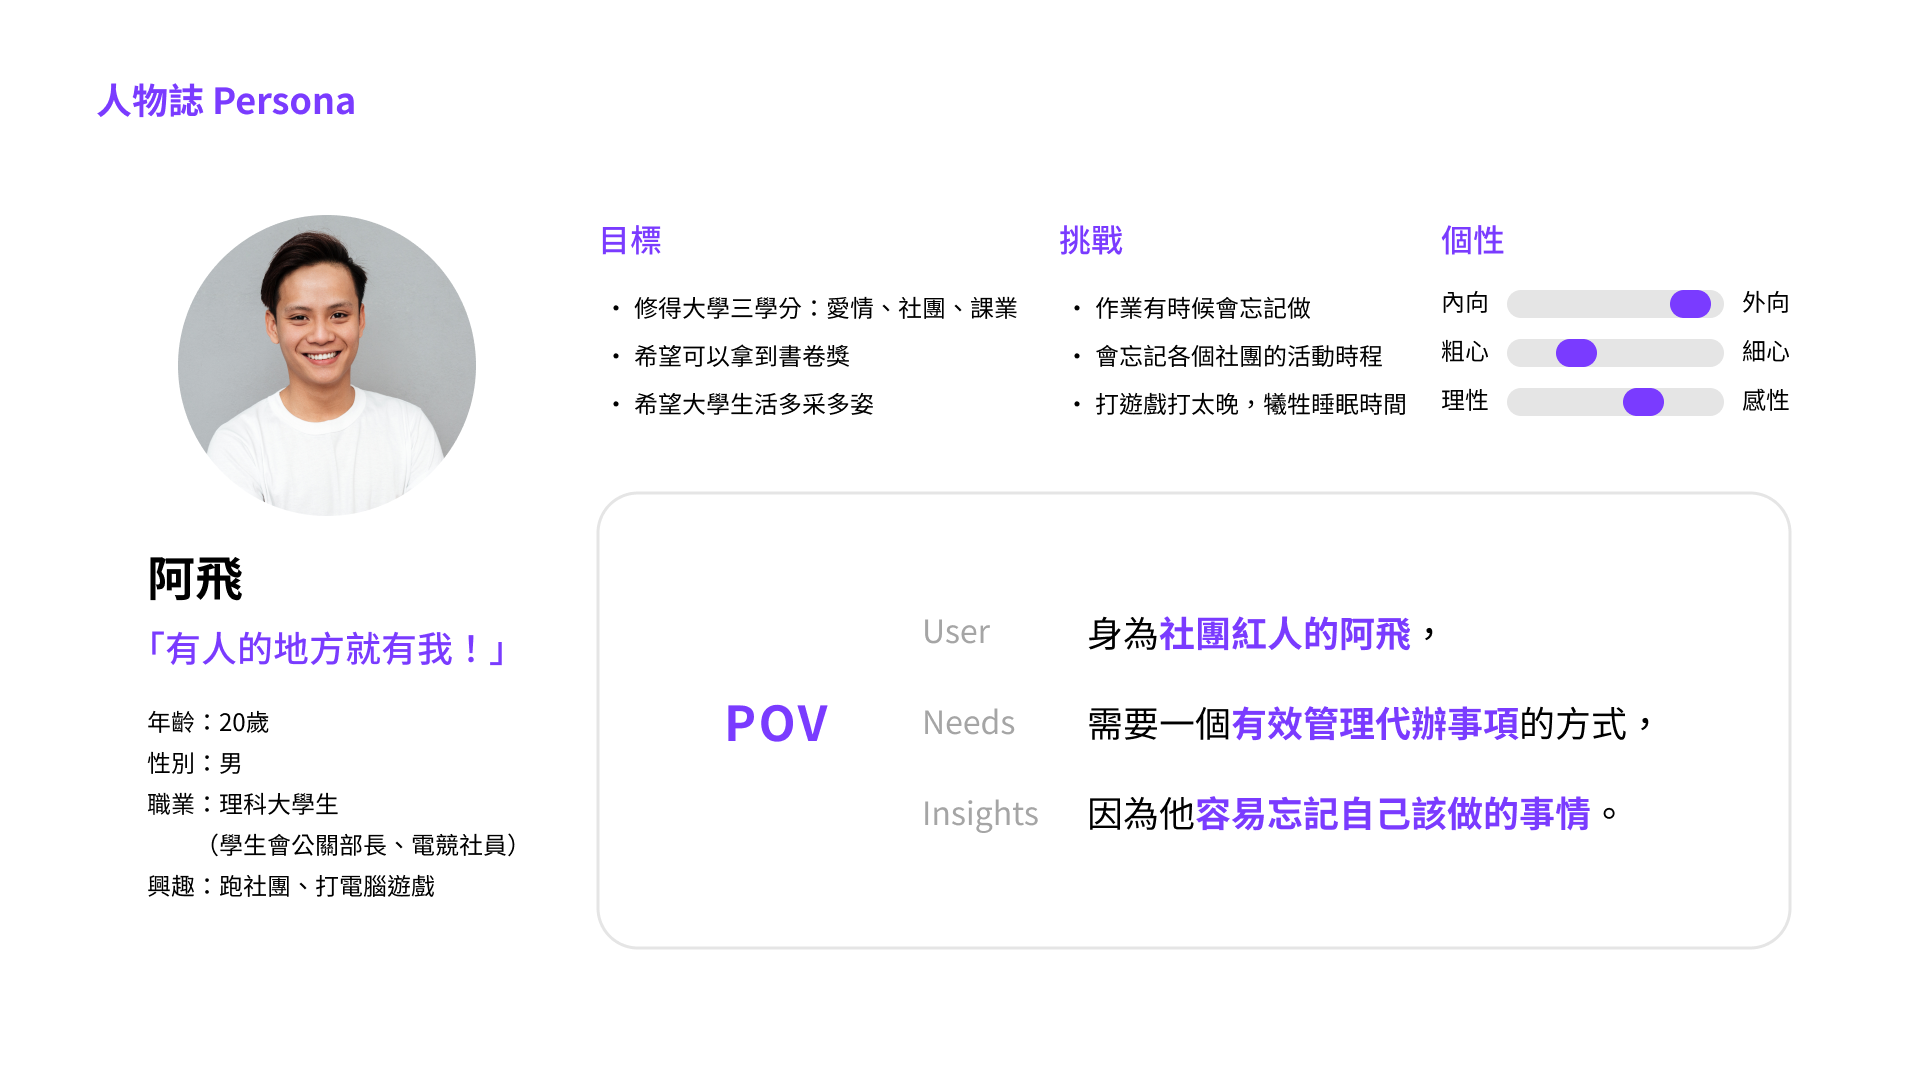 人物誌 Persona
阿飛
「有人的地方就有我！」
年齡：20歲
性別：男
職業：理科大學生
（學生會公關部長、電競社員）
興趣：跑社團、打電腦遊戲
目標
・ 修得大學三學分：愛情、社團、課業
・ 希望可以拿到書卷獎
・ 希望大學生活多采多姿
挑戰
・ 作業有時候會忘記做
・ 會忘記各個社團的活動時程
・ 打遊戲打太晚，犧牲睡眠時間
個性
內向 外向
粗心 細心
理性 感性
POV
User 身為社團紅人的阿飛，
Needs 需要一個有效管理代辦事項的方式，
Insights 因為他容易忘記自己該做的事情。